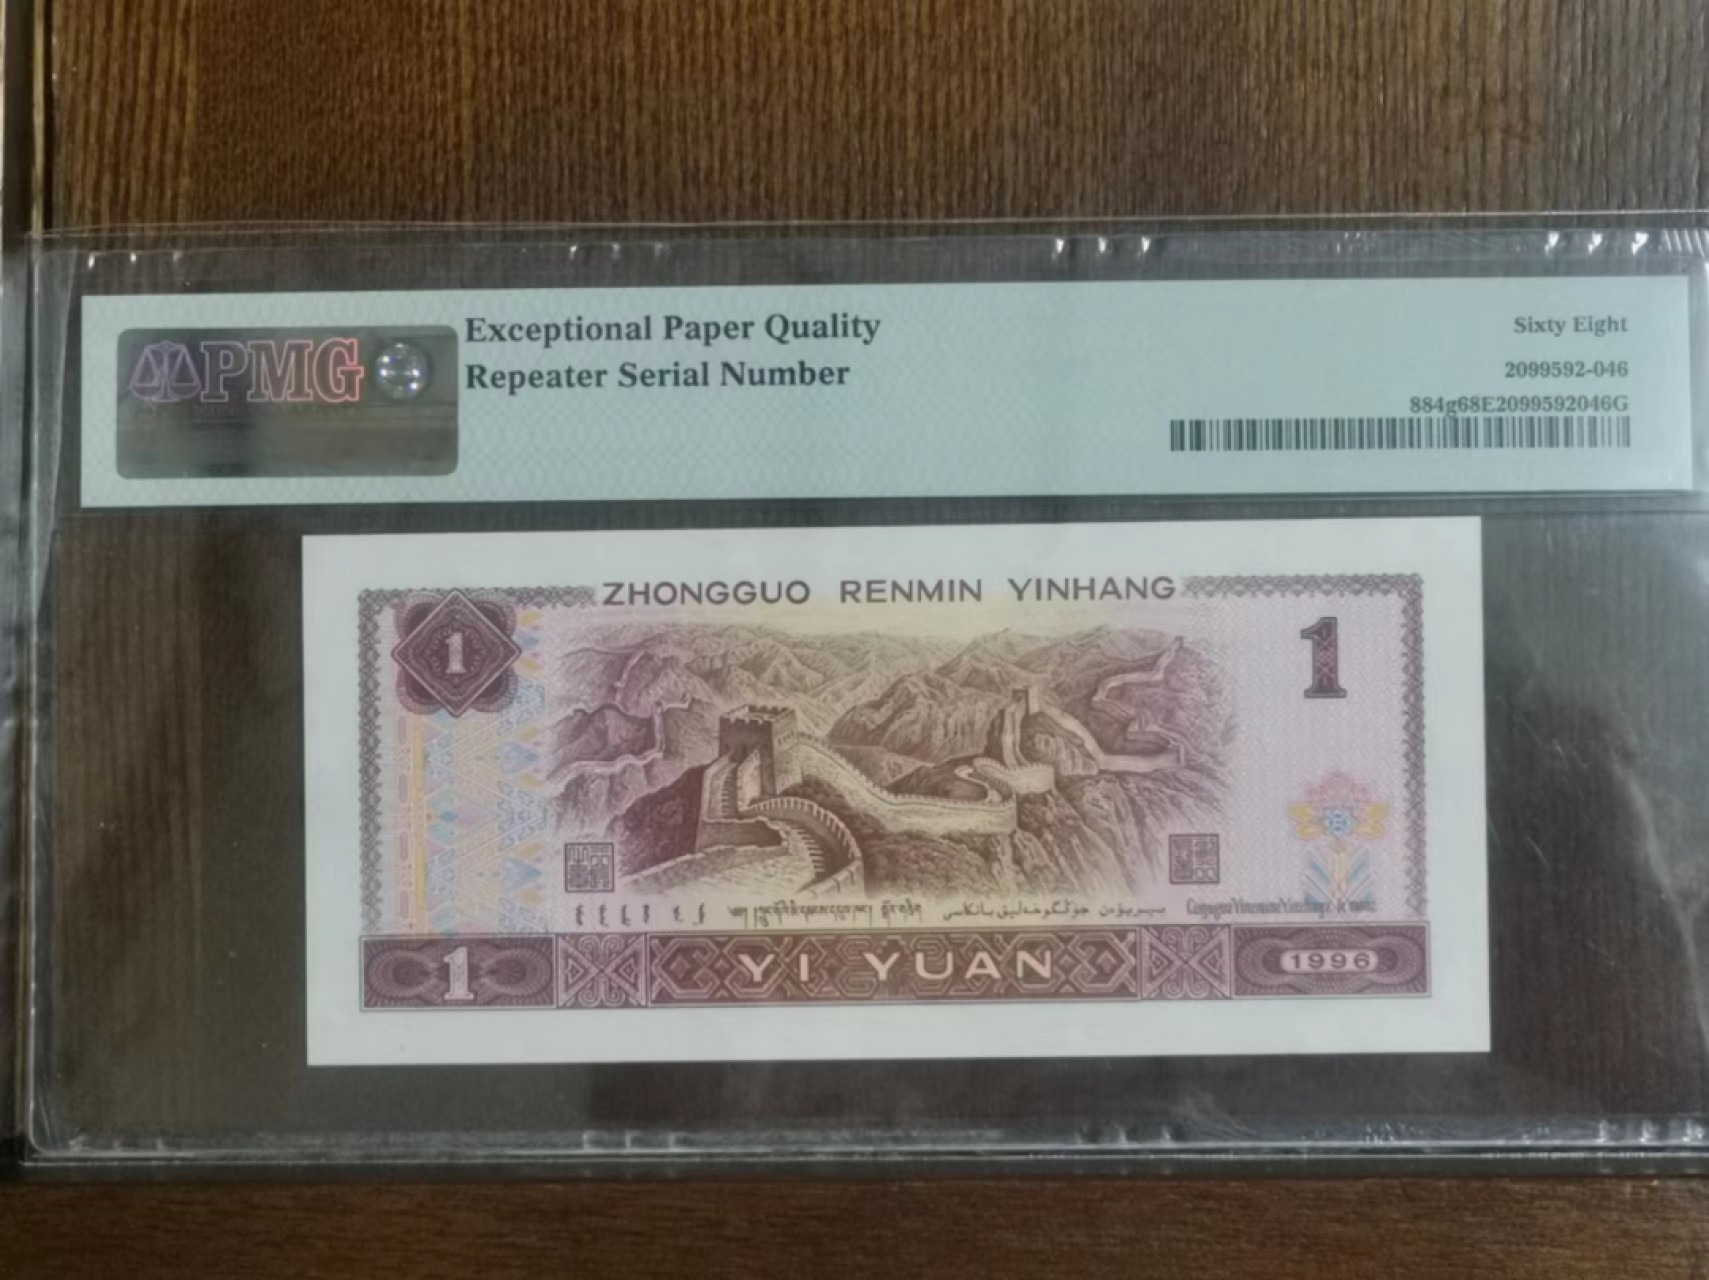 PMG
Exceptional Paper Quality
Repeater Serial Number
Sixty Eight
2099592-046
884g68E2099592046G
ZHONGGUO RENMIN YINHANG
1
1
1
YI YUAN
1996